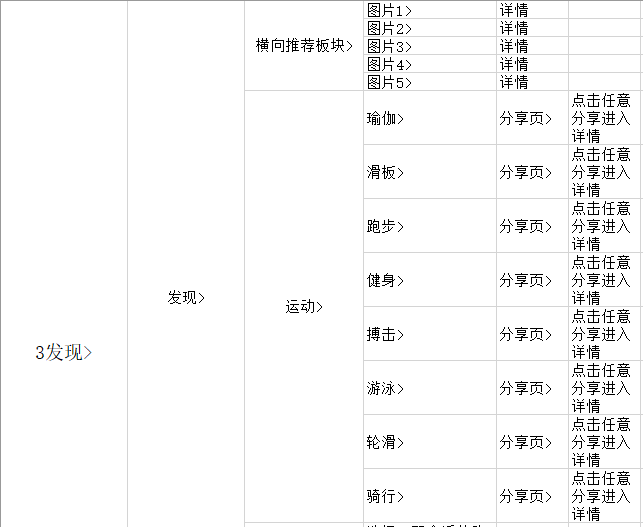 图片1> 详情
图片2> 详情
横向推荐板块> 图片3> 详情
图片4> 详情
图片5> 详情
瑜伽> 分享页> 点击任意
分享进入
详情
滑板> 分享页> 点击任意
分享进入
详情
跑步> 分享页> 点击任意
分享进入
详情
发现> 运动> 健身> 分享页> 点击任意
分享进入
详情
3发现> 搏击> 分享页> 点击任意
分享进入
详情
游泳> 分享页> 点击任意
分享进入
详情
轮滑> 分享页> 点击任意
分享进入
详情
骑行> 分享页> 点击任意
分享进入
详情